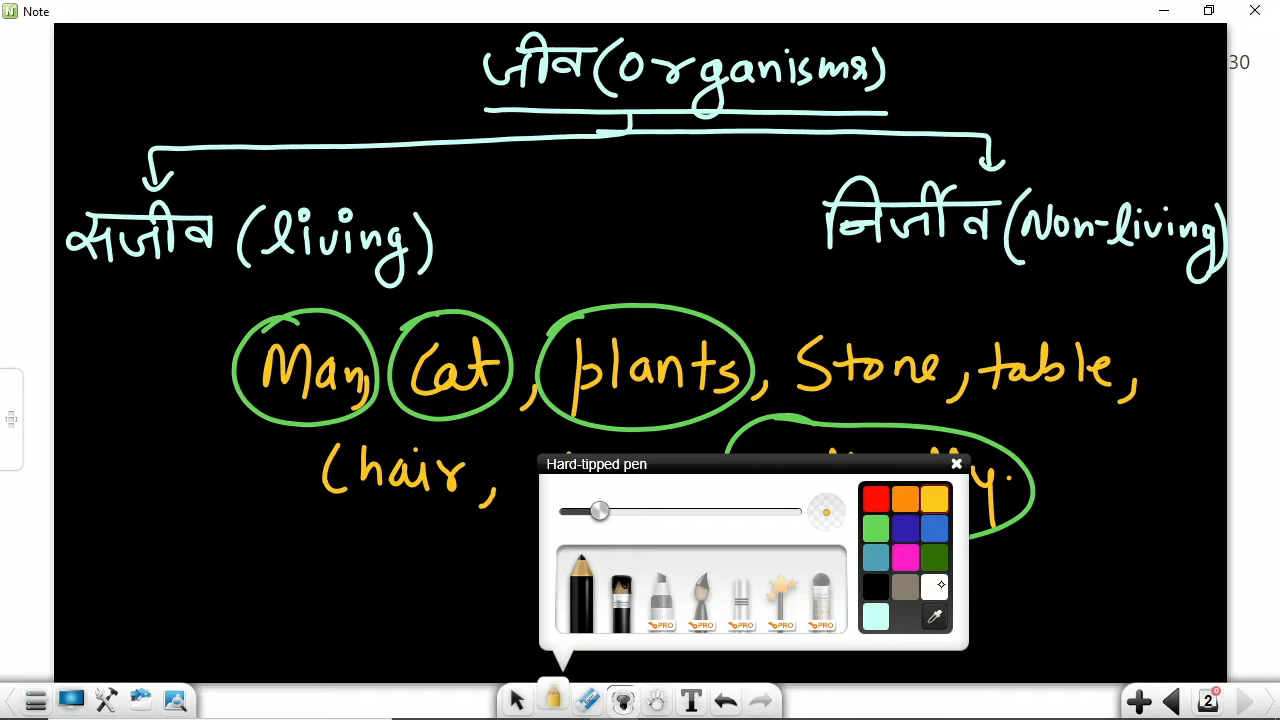 Note
जीव (Organisms)
30
सजीव (living)
निर्जीव (Non-living)
Man, Cat, plants, Stone, table,
Chair,
Hard-tipped pen
PRO PRO PRO PRO PRO
T
2
0